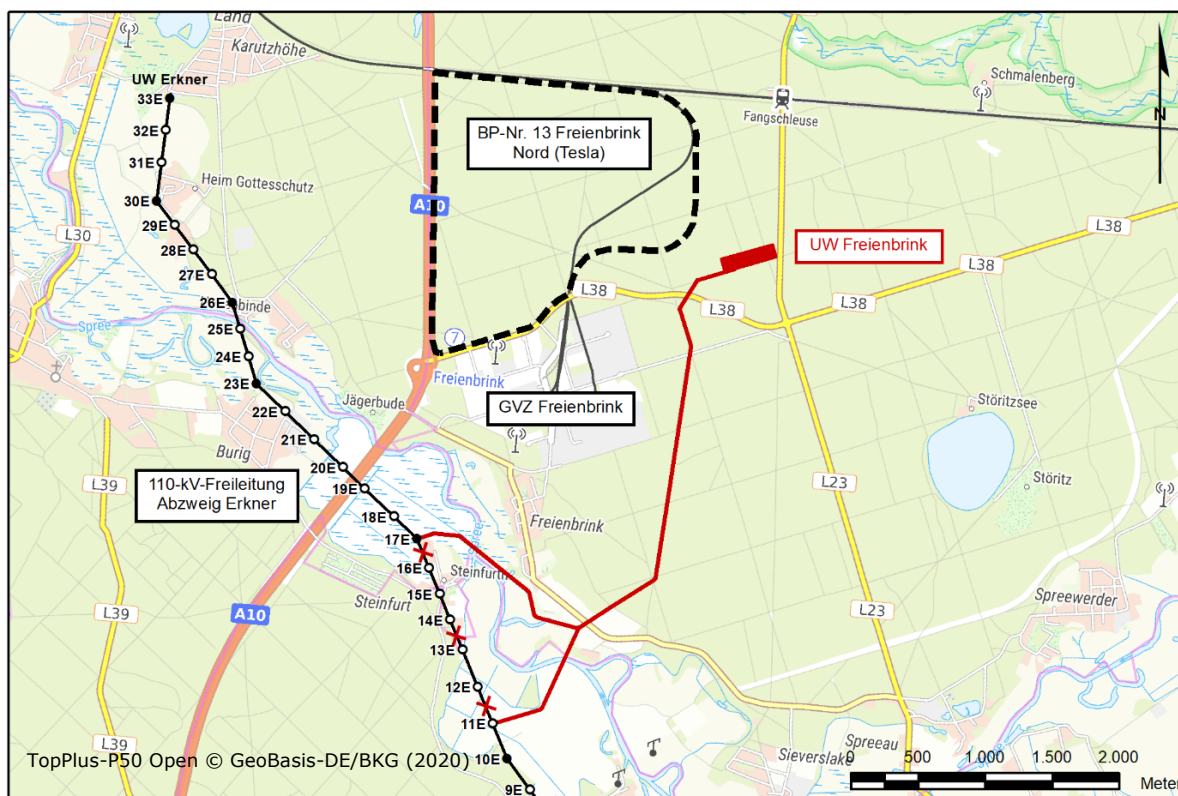 Land
Karutzhöhe
UW Erkner
33E
32E
31E
30E
29E
28E
27E
26E
25E
24E
23E
22E
21E
20E
19E
18E
17E
16E
15E
14E
13E
12E
11E
10E
9E
Heim Gottesschutz
L30
Spree
binde
BP-Nr. 13 Freienbrink
Nord (Tesla)
A10
Fangschleuse
Schmalenberg
N
UW Freienbrink
L38
L38
L38
L38
L38
7
Freienbrink
GVZ Freienbrink
Jägerbude
Burig
110-kV-Freileitung
Abzweig Erkner
L39
L39
L39
A10
Freienbrink
Spree
Steinfurth
Steinfurt
Störitzsee
Störitz
L23
L23
Spreewerder
Spreeau
Sieverslake
TopPlus-P50 Open © GeoBasis-DE/BKG (2020)
0 500 1.000 1.500 2.000
Meter